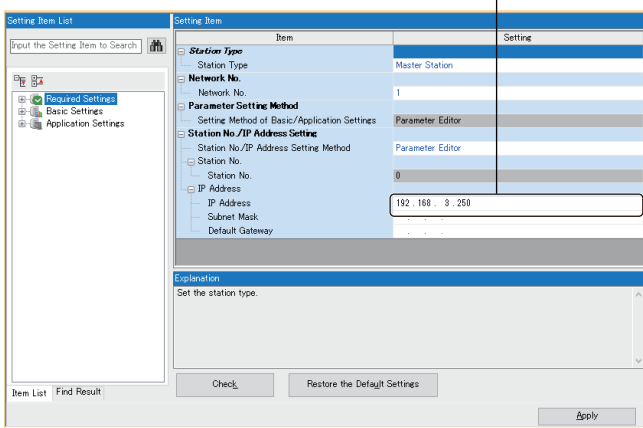 Setting Item List
Input the Setting Item to Search
Required Settings
Basic Settings
Application Settings
Item List Find Result
Setting Item
Item Setting
Station Type
Station Type Master Station
Network No.
Network No. 1
Parameter Setting Method
Setting Method of Basic/Application Settings Parameter Editor
Station No./IP Address Setting
Station No./IP Address Setting Method Parameter Editor
Station No.
Station No. 0
IP Address
IP Address 192 . 168 . 3 . 250
Subnet Mask . . .
Default Gateway . . .
Explanation
Set the station type.
Check
Restore the Default Settings
Apply